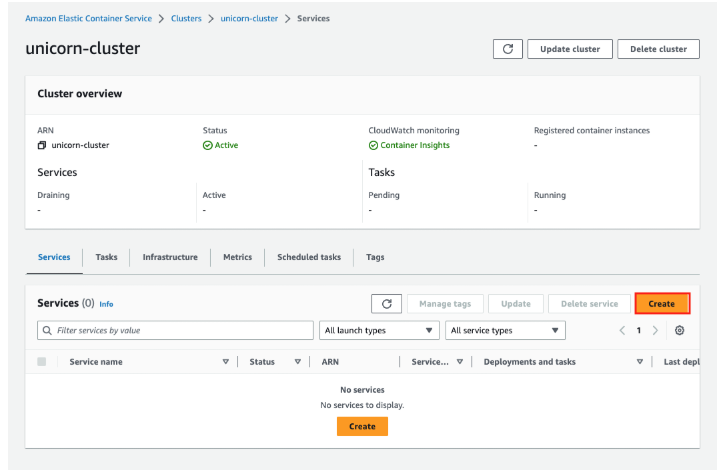 Amazon Elastic Container Service > Clusters > unicorn-cluster > Services
unicorn-cluster
Update cluster
Delete cluster
Cluster overview
ARN
unicorn-cluster
Status
Active
CloudWatch monitoring
Container Insights
Registered container instances
-
Services
Draining
-
Active
-
Tasks
Pending
-
Running
-
Services Tasks Infrastructure Metrics Scheduled tasks Tags
Services (0) Info
Manage tags Update Delete service Create
Filter services by value
All launch types
All service types
< 1 >
Service name Status ARN Service... Deployments and tasks Last depl
No services
No services to display.
Create